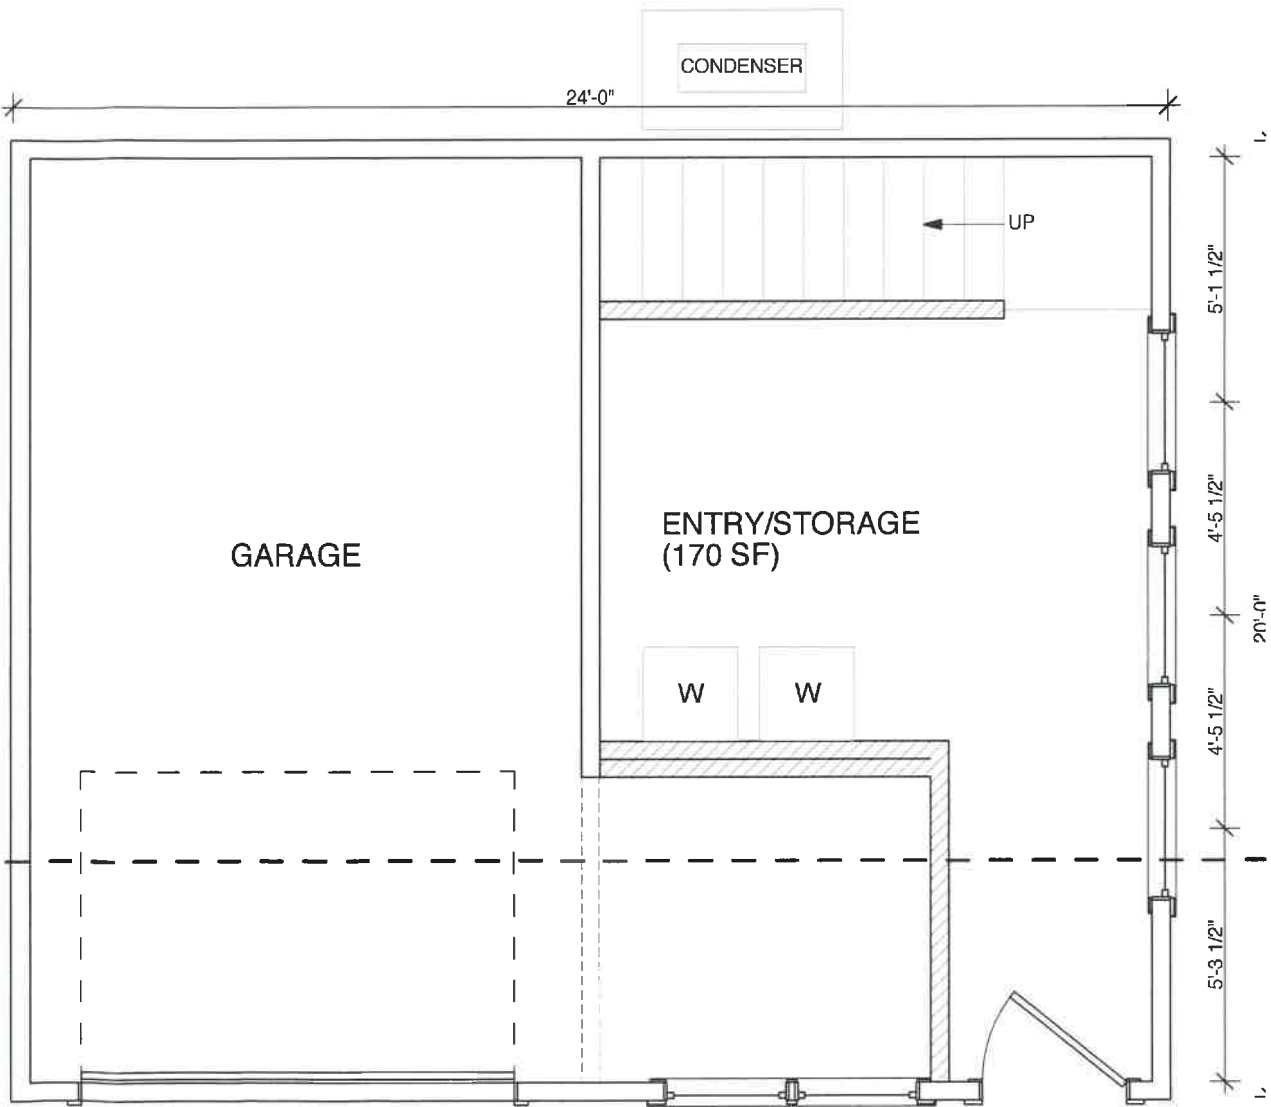 CONDENSER
24'-0"
UP
5'-1 1/2"
ENTRY/STORAGE
(170 SF)
4'-5 1/2"
GARAGE
20'-0"
W W
4'-5 1/2"
5'-3 1/2"